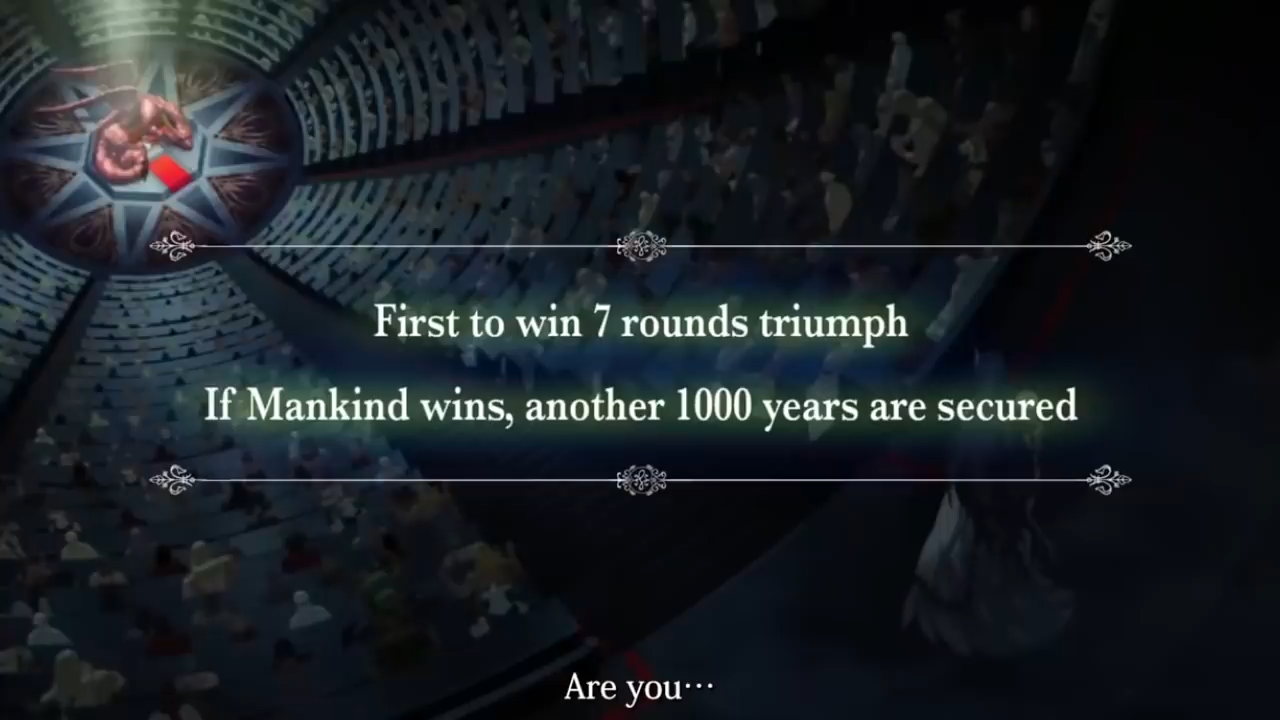 First to win 7 rounds triumph
If Mankind wins, another 1000 years are secured
Are you…